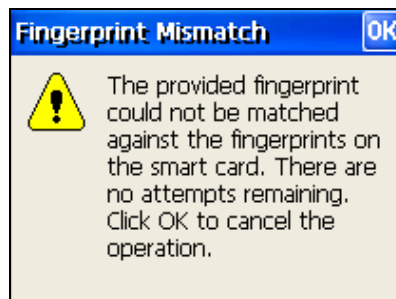 Fingerprint Mismatch OK
The provided fingerprint
could not be matched
against the fingerprints on
the smart card. There are
no attempts remaining.
Click OK to cancel the
operation.